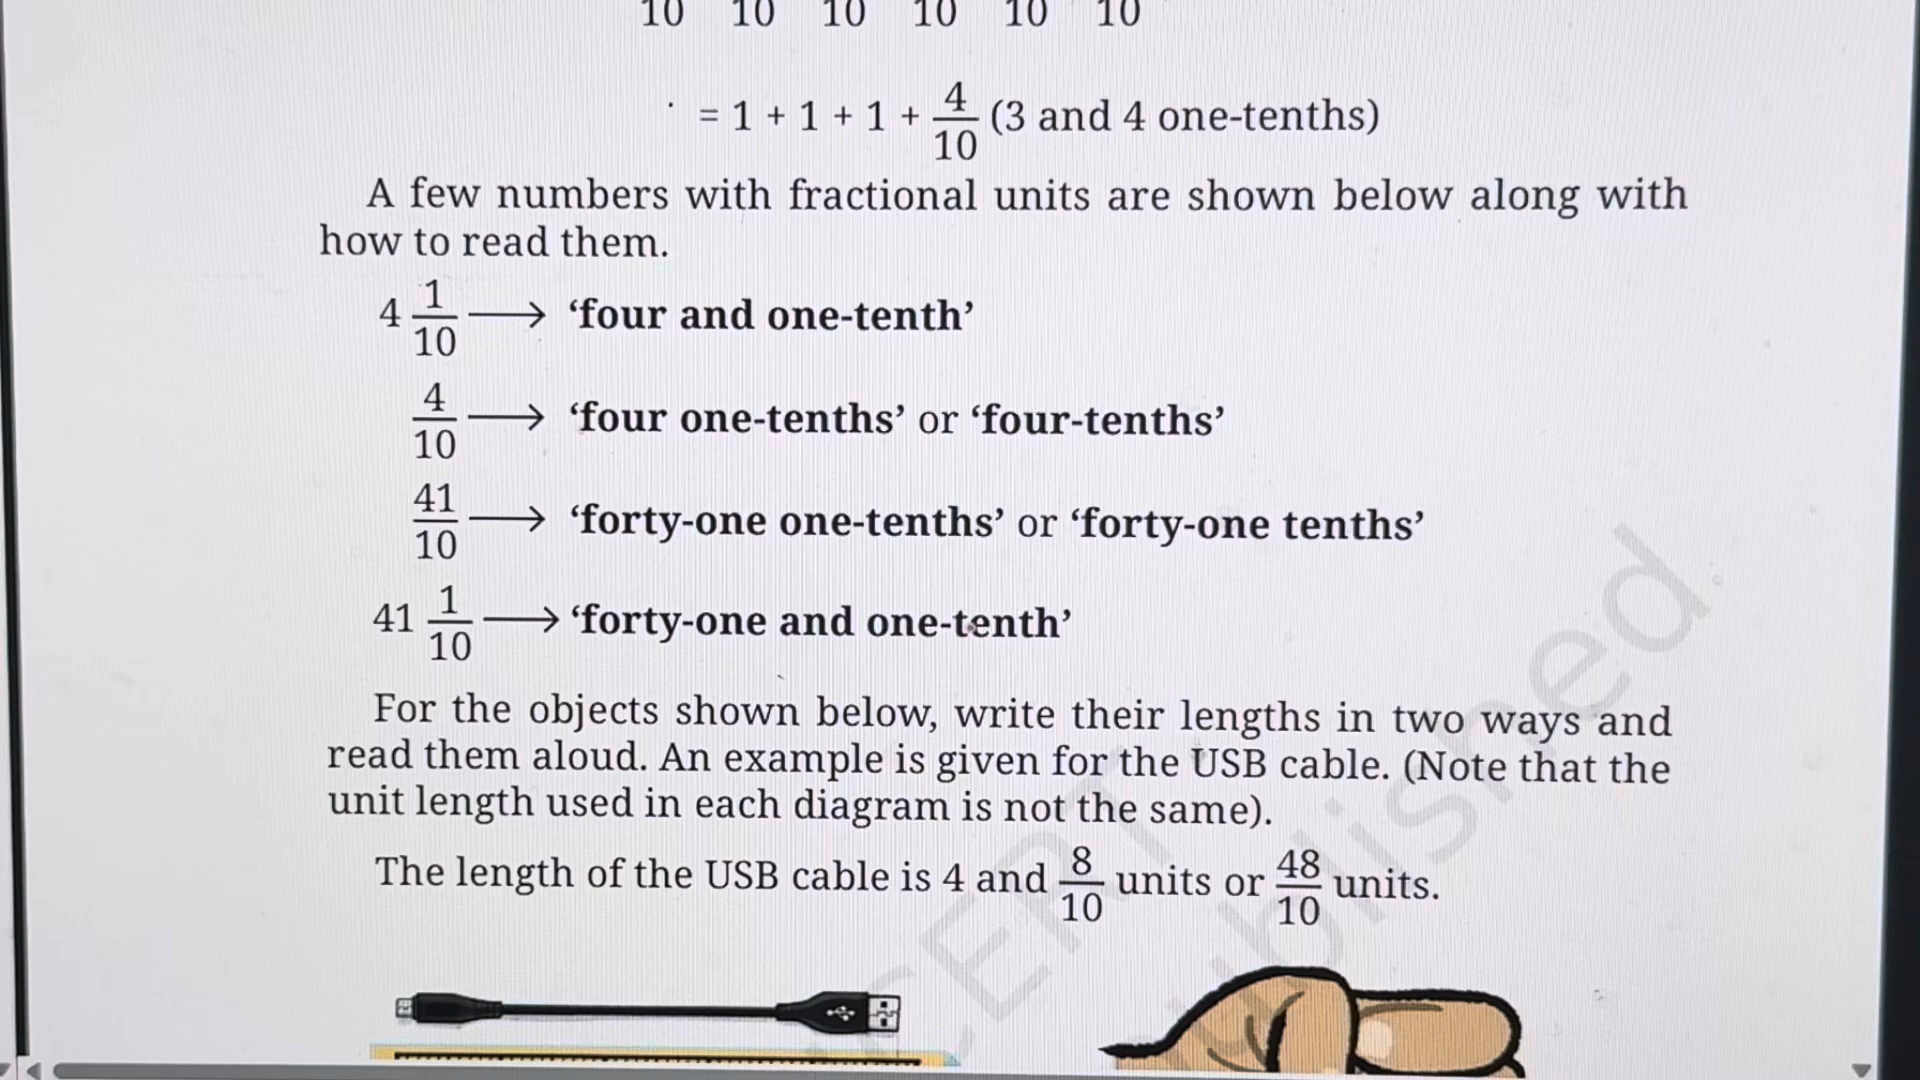 10 10 10 10 10 10
= 1 + 1 + 1 + 4/10 (3 and 4 one-tenths)
A few numbers with fractional units are shown below along with
how to read them.
4 1/10 → ‘four and one-tenth’
4/10 → ‘four one-tenths’ or ‘four-tenths’
41/10 → ‘forty-one one-tenths’ or ‘forty-one tenths’
41 1/10 → ‘forty-one and one-tenth’
For the objects shown below, write their lengths in two ways and
read them aloud. An example is given for the USB cable. (Note that the
unit length used in each diagram is not the same).
The length of the USB cable is 4 and 8/10 units or 48/10 units.